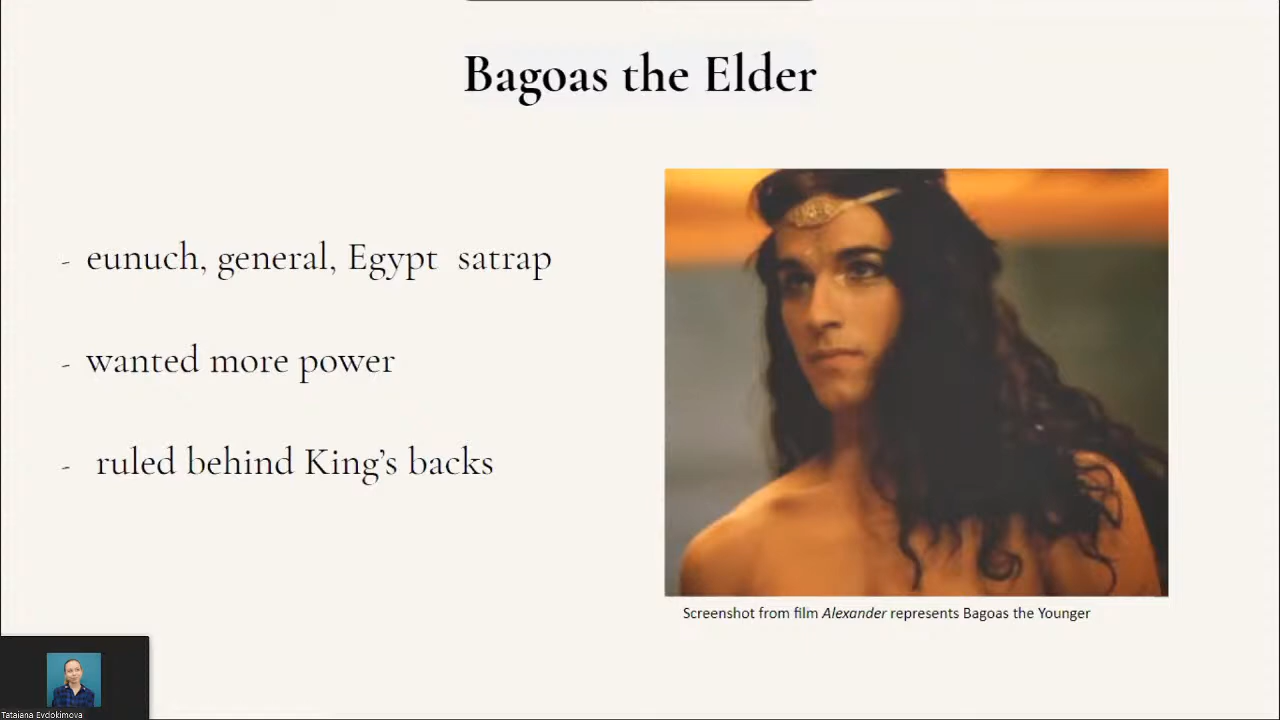 Bagoas the Elder
- eunuch, general, Egypt satrap
- wanted more power
- ruled behind King's backs
Screenshot from film Alexander represents Bagoas the Younger
Tataiana Evdokimova